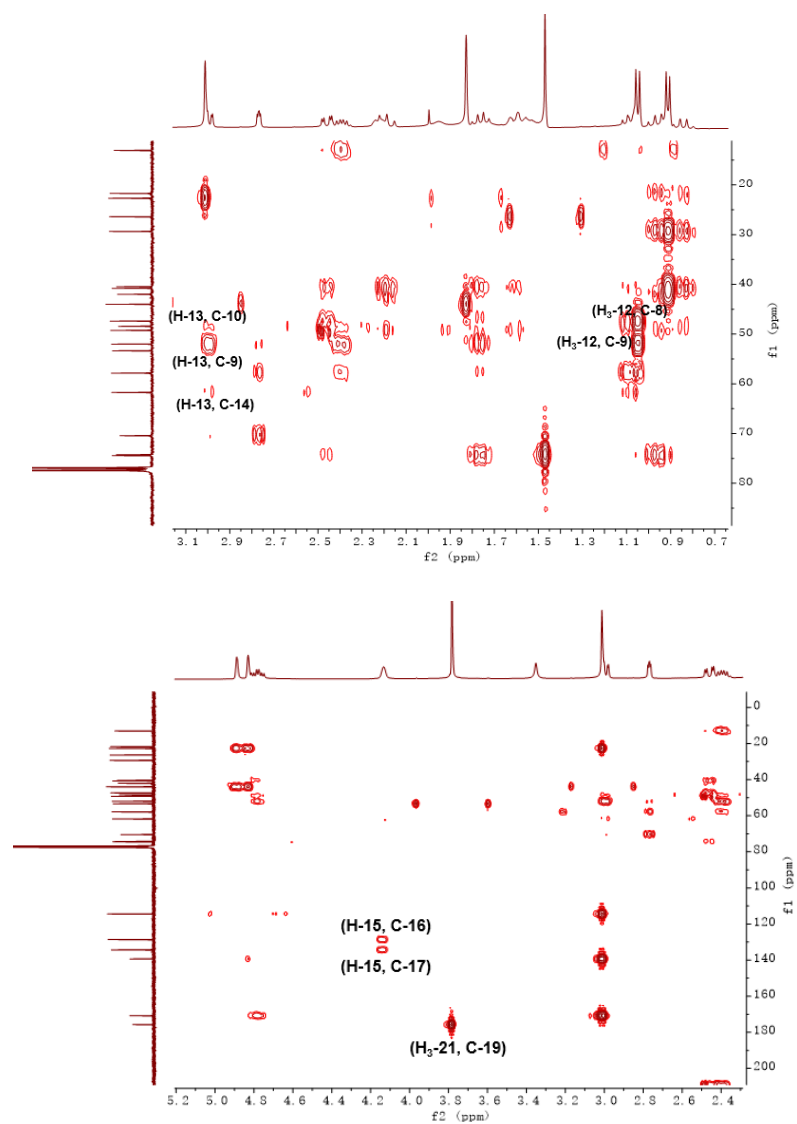 20
30
40
(H-13, C-10)
(H₃-12, C-8)
50
(H₃-12, C-9)
(H-13, C-9)
60
(H-13, C-14)
70
80
f1 (ppm)
3.1 2.9 2.7 2.5 2.3 2.1 1.9 1.7 1.5 1.3 1.1 0.9 0.7
f2 (ppm)
0
20
40
60
80
100
120
(H-15, C-16)
140
(H-15, C-17)
160
180
(H₃-21, C-19)
200
f1 (ppm)
5.2 5.0 4.8 4.6 4.4 4.2 4.0 3.8 3.6 3.4 3.2 3.0 2.8 2.6 2.4
f2 (ppm)